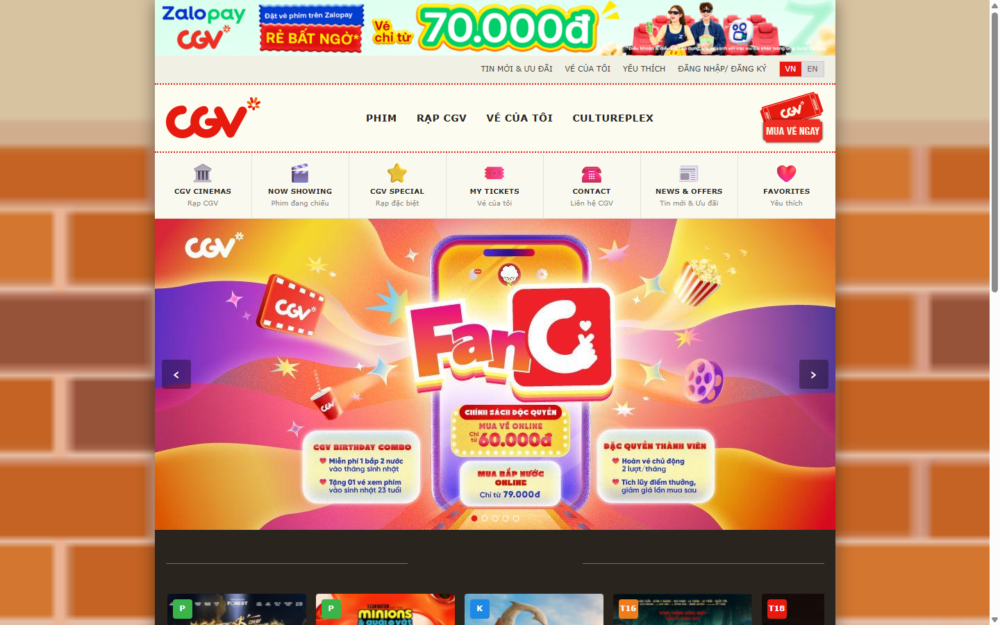 Zalopay
CGV*
Đặt vé phim trên Zalopay
RẺ BẤT NGỜ*
Vé chỉ từ
70.000đ
TIN MỚI & ƯU ĐÃI
VÉ CỦA TÔI
YÊU THÍCH
ĐĂNG NHẬP/ ĐĂNG KÝ
VN
EN
CGV*
PHIM
RẠP CGV
VÉ CỦA TÔI
CULTUREPLEX
CGV
MUA VÉ NGAY
CGV CINEMAS
Rạp CGV
NOW SHOWING
Phim đang chiếu
CGV SPECIAL
Rạp đặc biệt
MY TICKETS
Vé của tôi
CONTACT
Liên hệ CGV
NEWS & OFFERS
Tin mới & Ưu đãi
FAVORITES
Yêu thích
CGV*
CGV
FanC
CGV
CHÍNH SÁCH ĐỘC QUYỀN
MUA VÉ ONLINE
Chỉ từ
60.000đ
MUA BẮP NƯỚC
ONLINE
Chỉ từ 79.000đ
CGV BIRTHDAY COMBO
Miễn phí 1 bắp 2 nước
vào tháng sinh nhật
Tặng 01 vé xem phim
vào sinh nhật 23 tuổi
ĐẶC QUYỀN THÀNH VIÊN
Hoàn vé chủ động
2 lượt/tháng
Tích lũy điểm thưởng,
giảm giá lần mua sau
P
FOREST
P
ILLUMINATION
minions
& quái vật
K
T16
T18